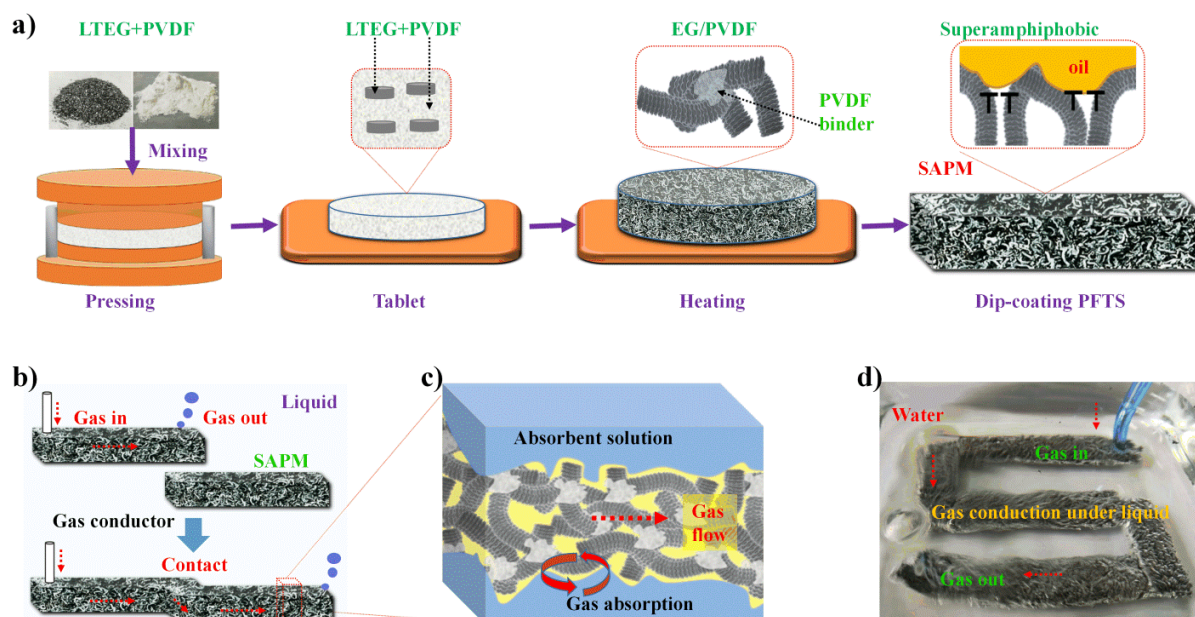 a)
LTEG+PVDF
Mixing
Pressing
LTEG+PVDF
Tablet
EG/PVDF
PVDF
binder
Heating
Superamphiphobic
oil
T T T T
SAPM
Dip-coating PFTS
b)
Liquid
Gas in
Gas out
SAPM
Gas conductor
Contact
c)
Absorbent solution
Gas
flow
Gas absorption
d)
Water
Gas in
Gas conduction under liquid
Gas out